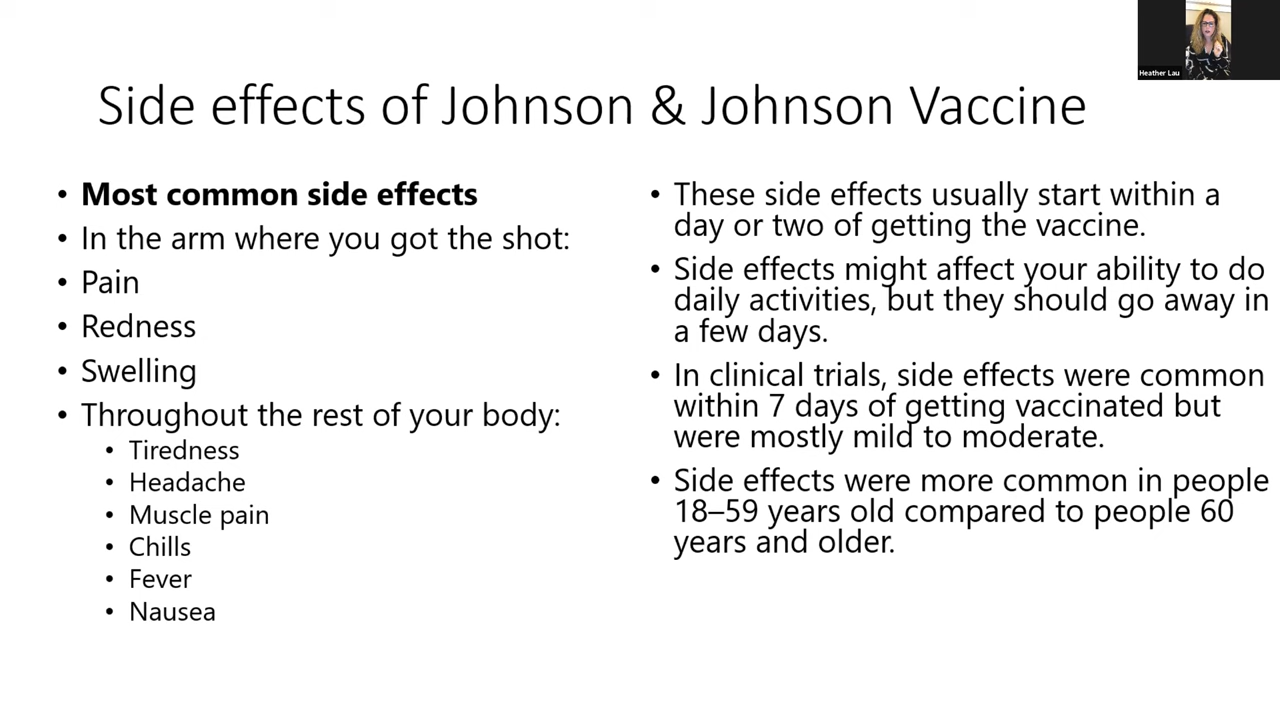 Heather Lau
Side effects of Johnson & Johnson Vaccine
• Most common side effects
• In the arm where you got the shot:
• Pain
• Redness
• Swelling
• Throughout the rest of your body:
• Tiredness
• Headache
• Muscle pain
• Chills
• Fever
• Nausea
• These side effects usually start within a
day or two of getting the vaccine.
• Side effects might affect your ability to do
daily activities, but they should go away in
a few days.
• In clinical trials, side effects were common
within 7 days of getting vaccinated but
were mostly mild to moderate.
• Side effects were more common in people
18–59 years old compared to people 60
years and older.